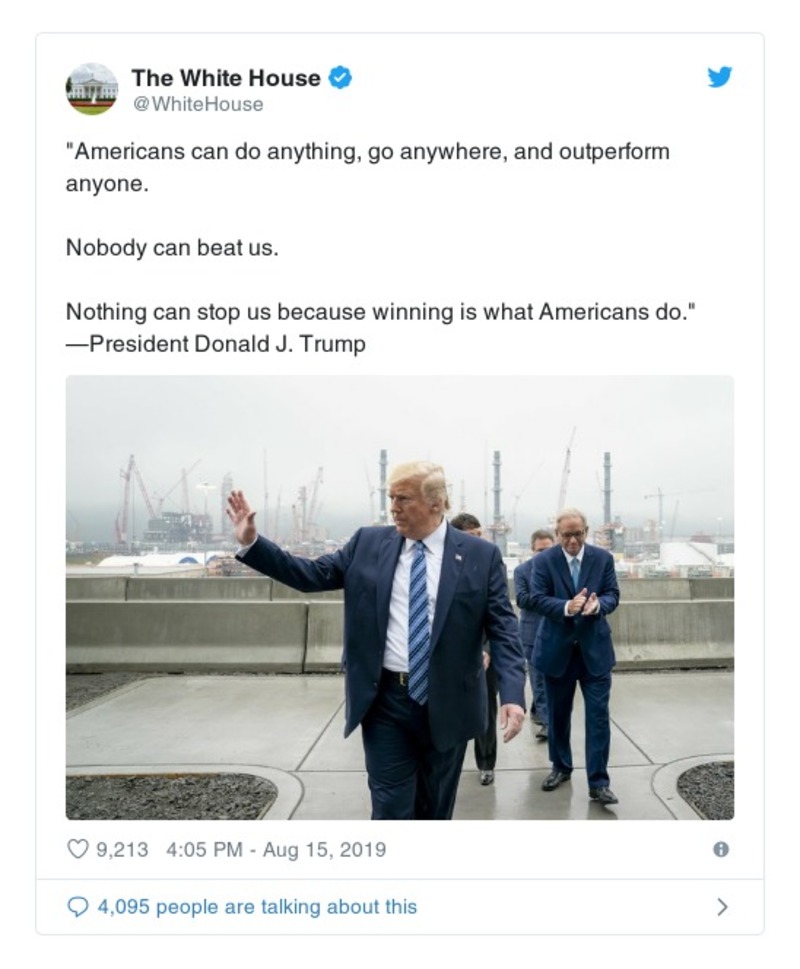 The White House
@WhiteHouse
"Americans can do anything, go anywhere, and outperform
anyone.
Nobody can beat us.
Nothing can stop us because winning is what Americans do."
—President Donald J. Trump
9,213 4:05 PM - Aug 15, 2019
4,095 people are talking about this